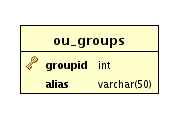 ou_groups
groupid int
alias varchar(50)